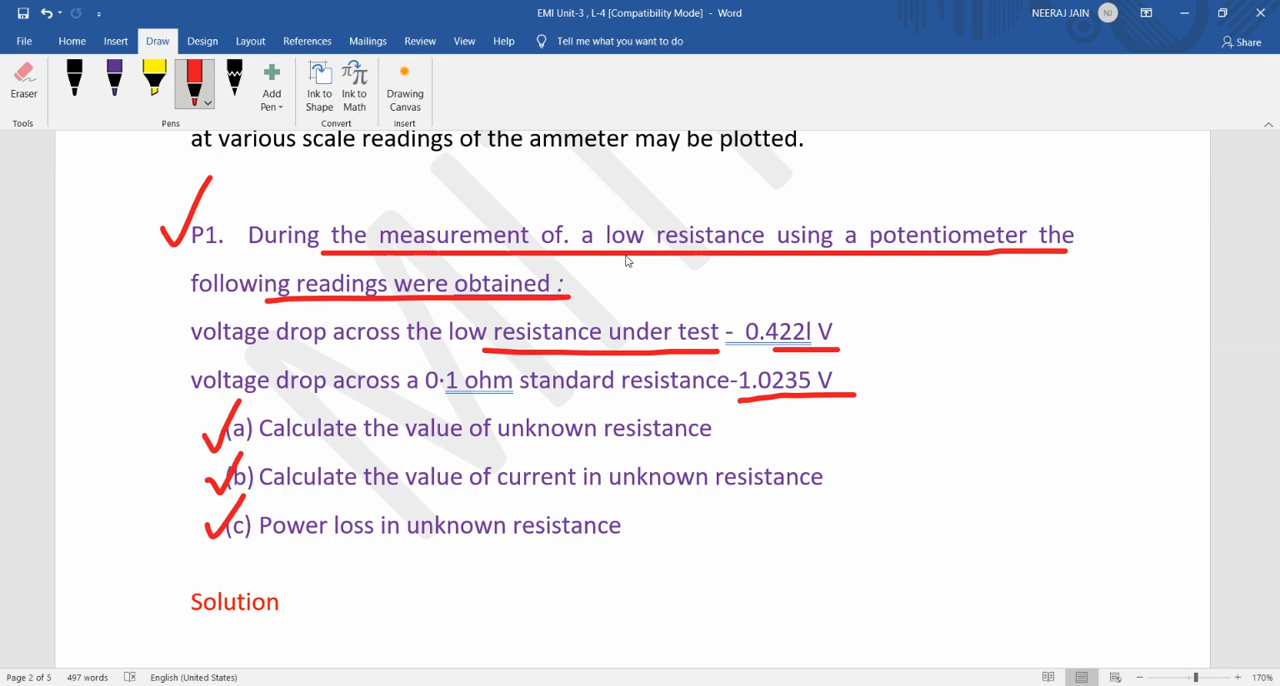 EMI Unit-3 , L-4 [Compatibility Mode] - Word
NEERAJ JAIN NJ
File Home Insert Draw Design Layout References Mailings Review View Help Tell me what you want to do Share
Eraser
Add Pen
Ink to Shape
Ink to Math
Drawing Canvas
Tools Pens Convert Insert
at various scale readings of the ammeter may be plotted.
P1. During the measurement of. a low resistance using a potentiometer the
following readings were obtained :
voltage drop across the low resistance under test - 0.422l V
voltage drop across a 0·1 ohm standard resistance-1.0235 V
(a) Calculate the value of unknown resistance
(b) Calculate the value of current in unknown resistance
(c) Power loss in unknown resistance
Solution
Page 2 of 5 497 words English (United States) 170%